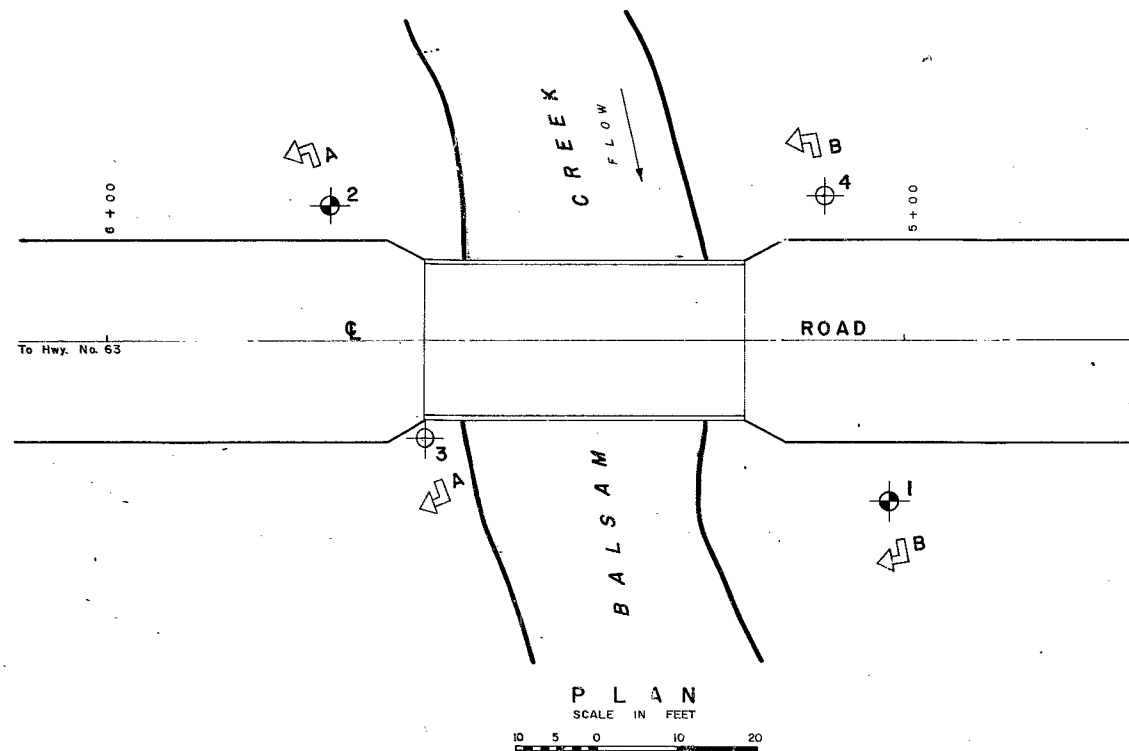 CREEK
FLOW
A
B
2
4
6+00
5+00
℄
ROAD
To Hwy. No. 63
3
A
BALSAM
1
B
PLAN
SCALE IN FEET
10 5 0 10 20